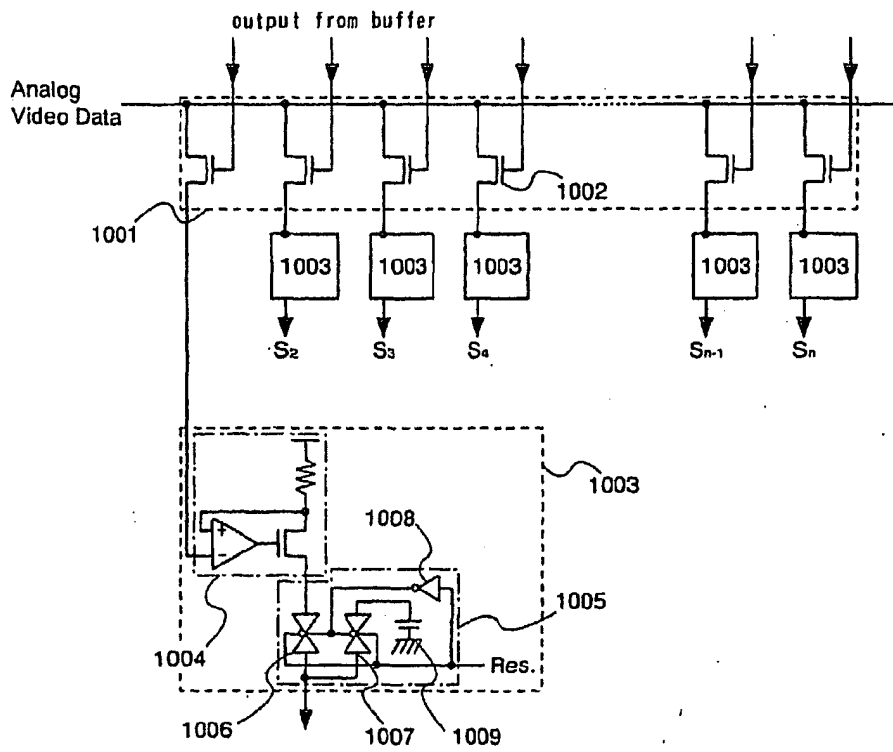 output from buffer
Analog
Video Data
1002
1001
1003 1003 1003 1003 1003
S2 S3 S4 Sn-1 Sn
1003
+
-
1008
1005
1004
Res.
1006 1007 1009